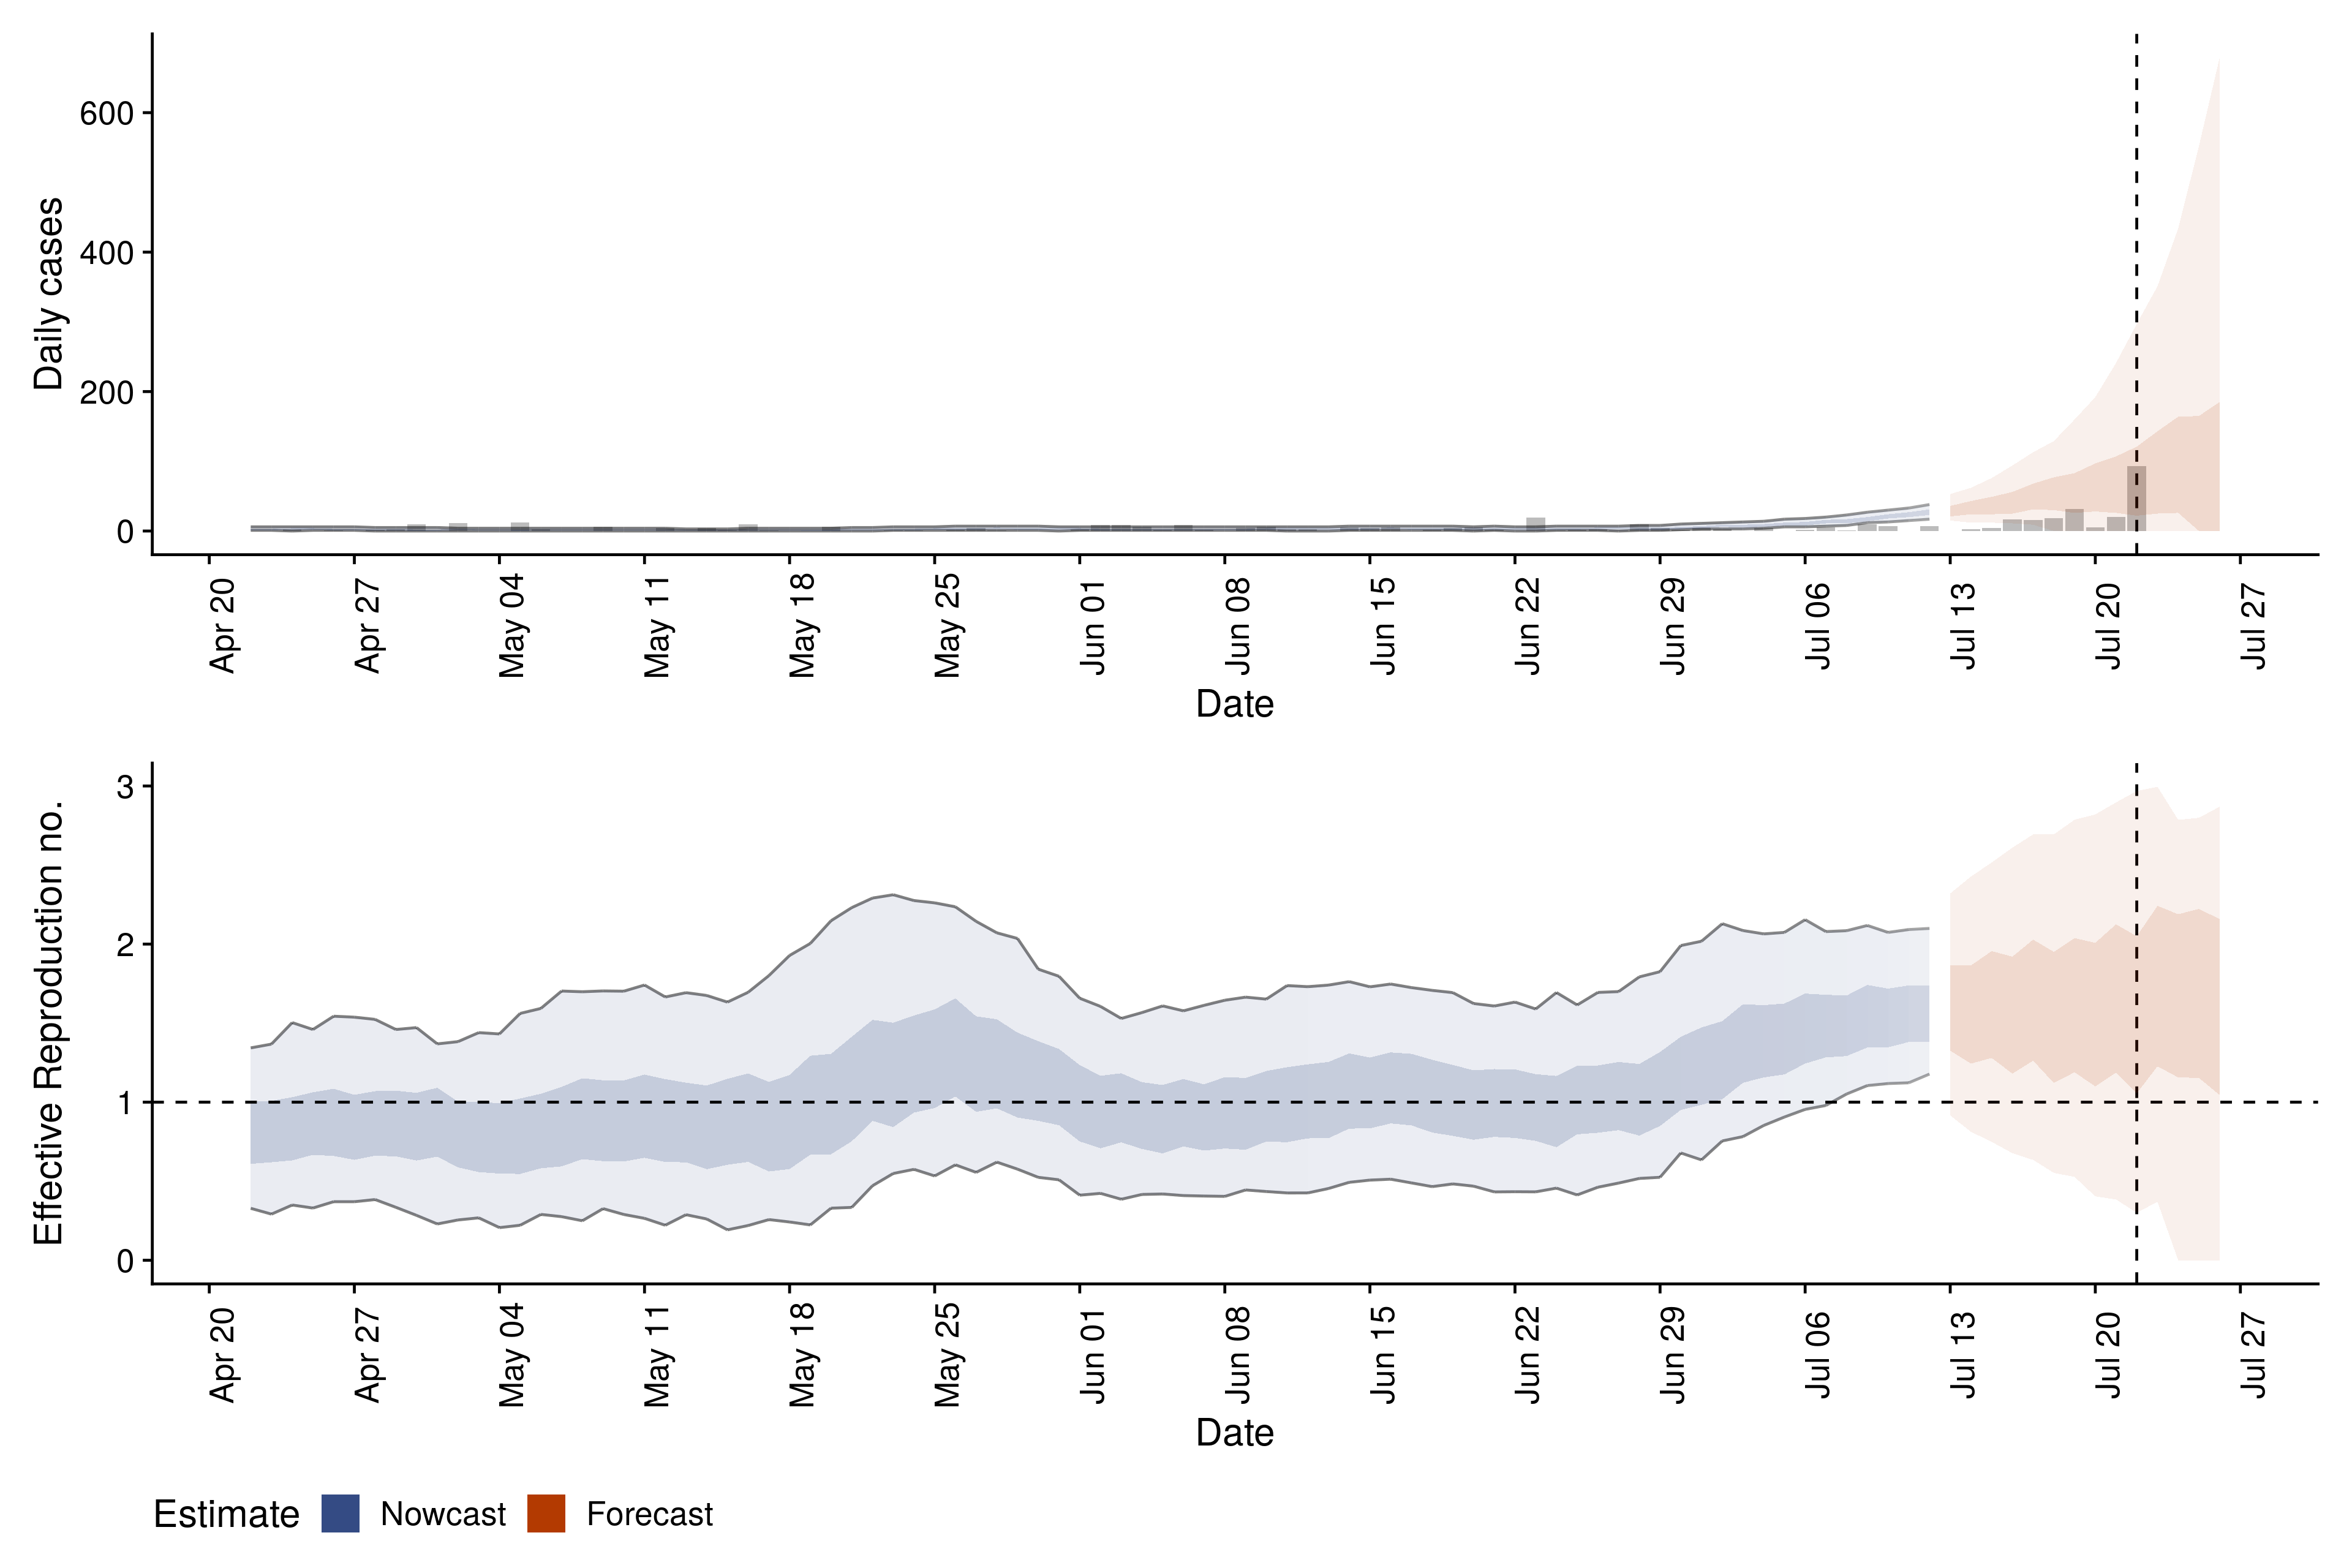 Daily cases
600
400
200
0
Apr 20
Apr 27
May 04
May 11
May 18
May 25
Jun 01
Jun 08
Jun 15
Jun 22
Jun 29
Jul 06
Jul 13
Jul 20
Jul 27
Date
Effective Reproduction no.
3
2
1
0
Apr 20
Apr 27
May 04
May 11
May 18
May 25
Jun 01
Jun 08
Jun 15
Jun 22
Jun 29
Jul 06
Jul 13
Jul 20
Jul 27
Date
Estimate Nowcast Forecast